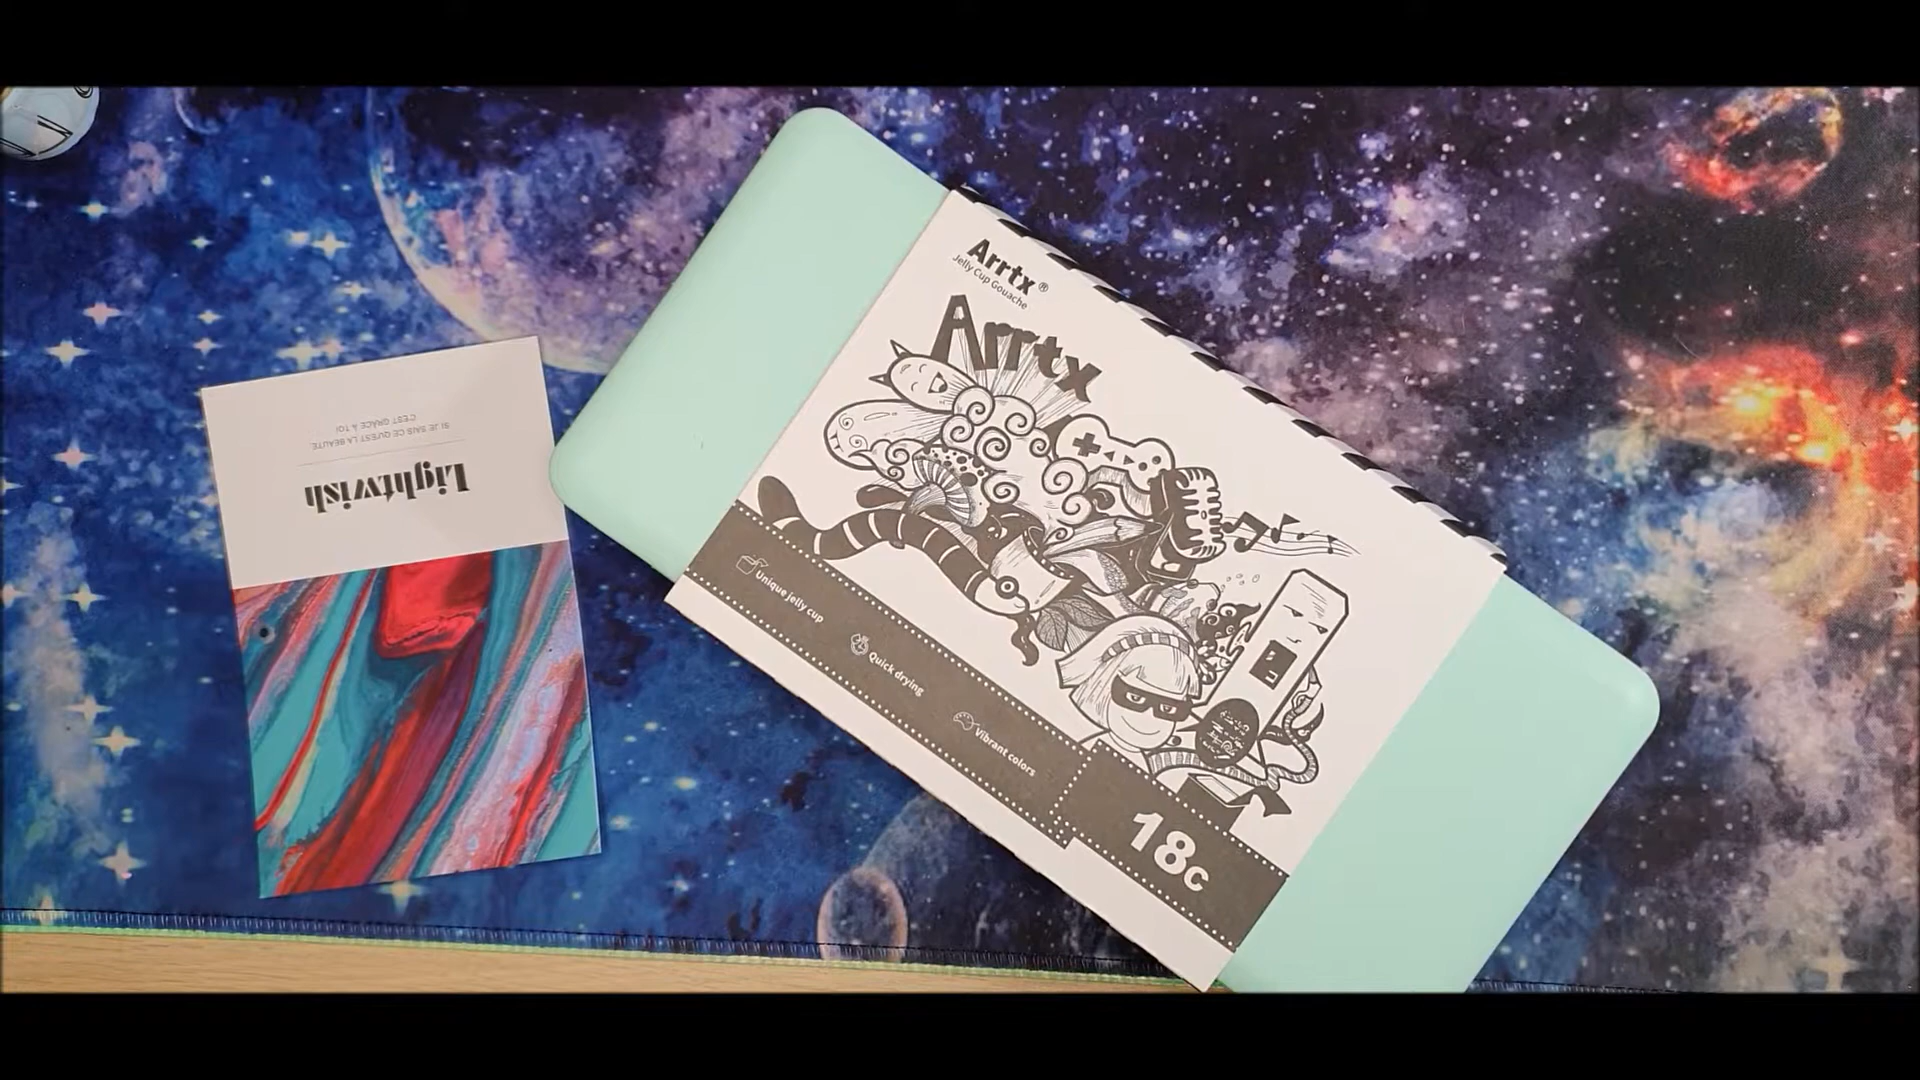 Lightwish
SI JE SAIS CE QU'EST LA BEAUTÉ
C'EST GRÂCE À TOI
Arrtx®
Jelly Cup Gouache
Arrtx
Unique jelly cup
Quick drying
Vibrant colors
18c